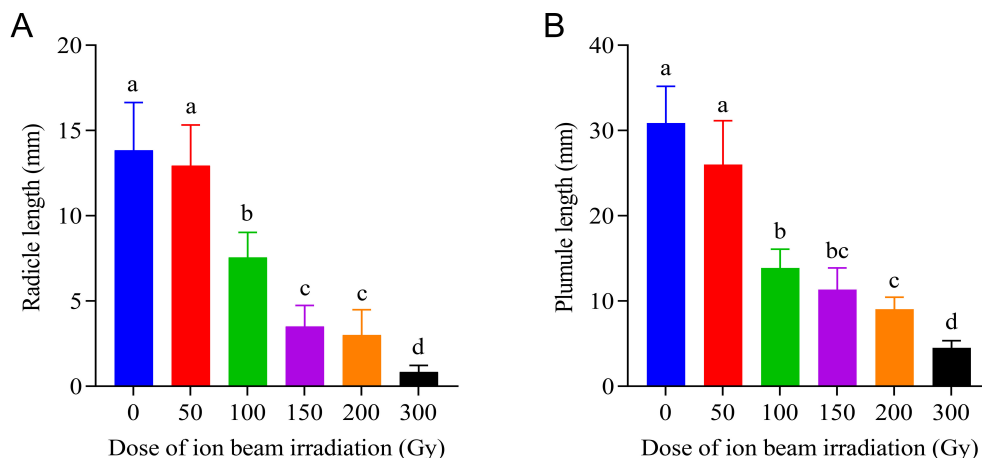 A
Radicle length (mm)
20
15
10
5
0
a
a
b
c
c
d
0 50 100 150 200 300
Dose of ion beam irradiation (Gy)
B
Plumule length (mm)
40
30
20
10
0
a
a
b
bc
c
d
0 50 100 150 200 300
Dose of ion beam irradiation (Gy)